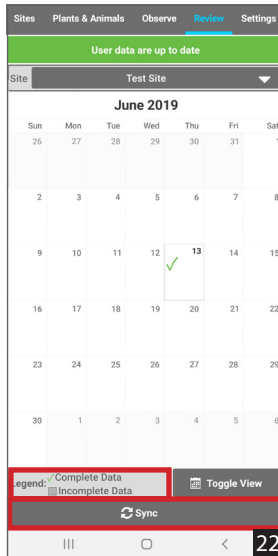 Sites Plants & Animals Observe Review Settings
User data are up to date
Site Test Site
June 2019
Sun Mon Tue Wed Thu Fri Sat
26 27 28 29 30 31 1
2 3 4 5 6 7 8
9 10 11 12 13 14 15
16 17 18 19 20 21 22
23 24 25 26 27 28 29
30 1 2 3 4 5 6
Legend: ✓Complete Data
Incomplete Data
Toggle View
Sync
22